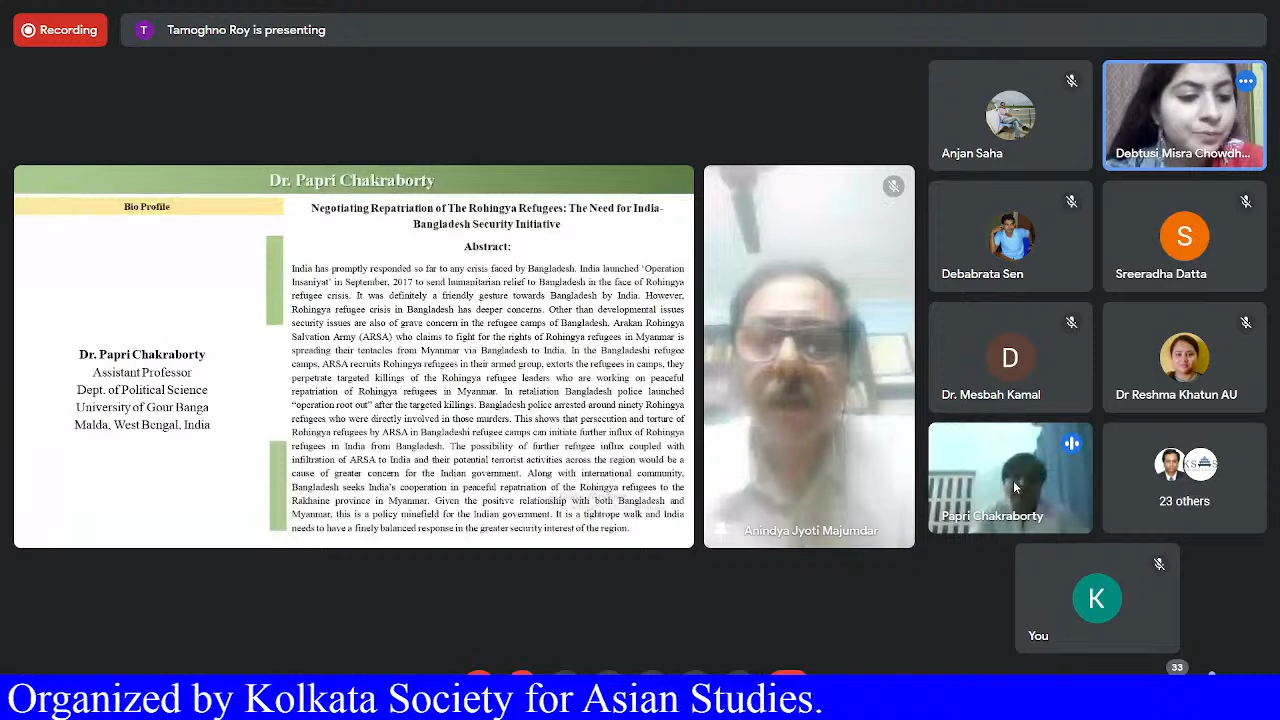 Recording
T Tamoghno Roy is presenting
Dr. Papri Chakraborty
Bio Profile
Dr. Papri Chakraborty
Assistant Professor
Dept. of Political Science
University of Gour Banga
Malda, West Bengal, India
Negotiating Repatriation of The Rohingya Refugees: The Need for India-
Bangladesh Security Initiative
Abstract:
India has promptly responded so far to any crisis faced by Bangladesh. India launched ‘Operation
Insaniyat’ in September, 2017 to send humanitarian relief to Bangladesh in the face of Rohingya
refugee crisis. It was definitely a friendly gesture towards Bangladesh by India. However,
Rohingya refugee crisis in Bangladesh has deeper concerns. Other than developmental issues
security issues are also of grave concern in the refugee camps of Bangladesh. Arakan Rohingya
Salvation Army (ARSA) who claims to fight for the rights of Rohingya refugees in Myanmar is
spreading their tentacles from Myanmar via Bangladesh to India. In the Bangladeshi refugee
camps, ARSA recruits Rohingya refugees in their armed group, extorts the refugees in camps, they
perpetrate targeted killings of the Rohingya refugee leaders who are working on peaceful
repatriation of Rohingya refugees in Myanmar. In retaliation Bangladesh police launched
“operation root out” after the targeted killings. Bangladesh police arrested around ninety Rohingya
refugees who were directly involved in those murders. This shows that persecution and torture of
Rohingya refugees by ARSA in Bangladeshi refugee camps can initiate further influx of Rohingya
refugees in India from Bangladesh. The possibility of further refugee influx coupled with
infiltration of ARSA to India and their potential terrorist activities across the region would be a
cause of greater concern for the Indian government. Along with international community,
Bangladesh seeks India’s cooperation in peaceful repatriation of the Rohingya refugees to the
Rakhaine province in Myanmar. Given the positive relationship with both Bangladesh and
Myanmar, this is a policy minefield for the Indian government. It is a tightrope walk and India
needs to have a finely balanced response in the greater security interest of the region.
Anindya Jyoti Majumdar
Anjan Saha
Debtusi Misra Chowdh...
Debabrata Sen
S
Sreeradha Datta
D
Dr. Mesbah Kamal
Dr Reshma Khatun AU
Papri Chakraborty
23 others
K
You
33
Organized by Kolkata Society for Asian Studies.